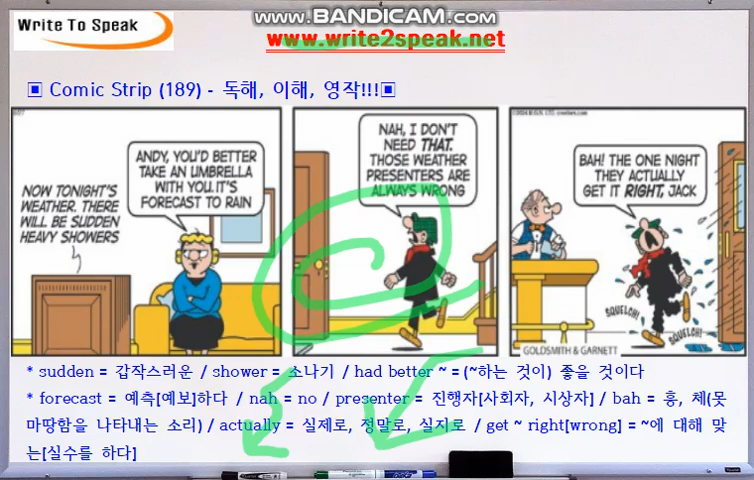 Write To Speak
www.BANDICAM.com
www.write2speak.net
▣ Comic Strip (189) - 독해, 이해, 영작!!!▣
NOW TONIGHT'S
WEATHER. THERE
WILL BE SUDDEN
HEAVY SHOWERS
ANDY, YOU'D BETTER
TAKE AN UMBRELLA
WITH YOU. IT'S
FORECAST TO RAIN
NAH, I DON'T
NEED THAT.
THOSE WEATHER
PRESENTERS ARE
ALWAYS WRONG
BAH! THE ONE NIGHT
THEY ACTUALLY
GET IT RIGHT, JACK
SQUELCH!
SQUELCH!
GOLDSMITH & GARNETT
* sudden = 갑작스러운 / shower = 소나기 / had better ~ = (~하는 것이) 좋을 것이다
* forecast = 예측[예보]하다 / nah = no / presenter = 진행자[사회자, 시상자] / bah = 흥, 체(못
마땅함을 나타내는 소리) / actually = 실제로, 정말로, 실지로 / get ~ right[wrong] = ~에 대해 맞
는[실수를 하다]